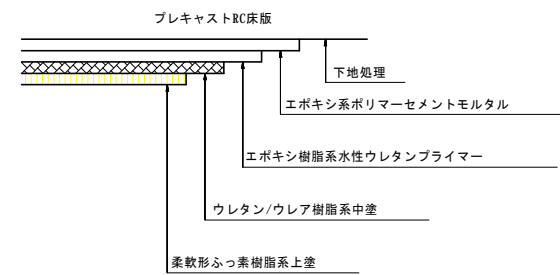 プレキャストRC床版
下地処理
エポキシ系ポリマーセメントモルタル
エポキシ樹脂系水性ウレタンプライマー
ウレタン/ウレア樹脂系中塗
柔軟形ふっ素樹脂系上塗